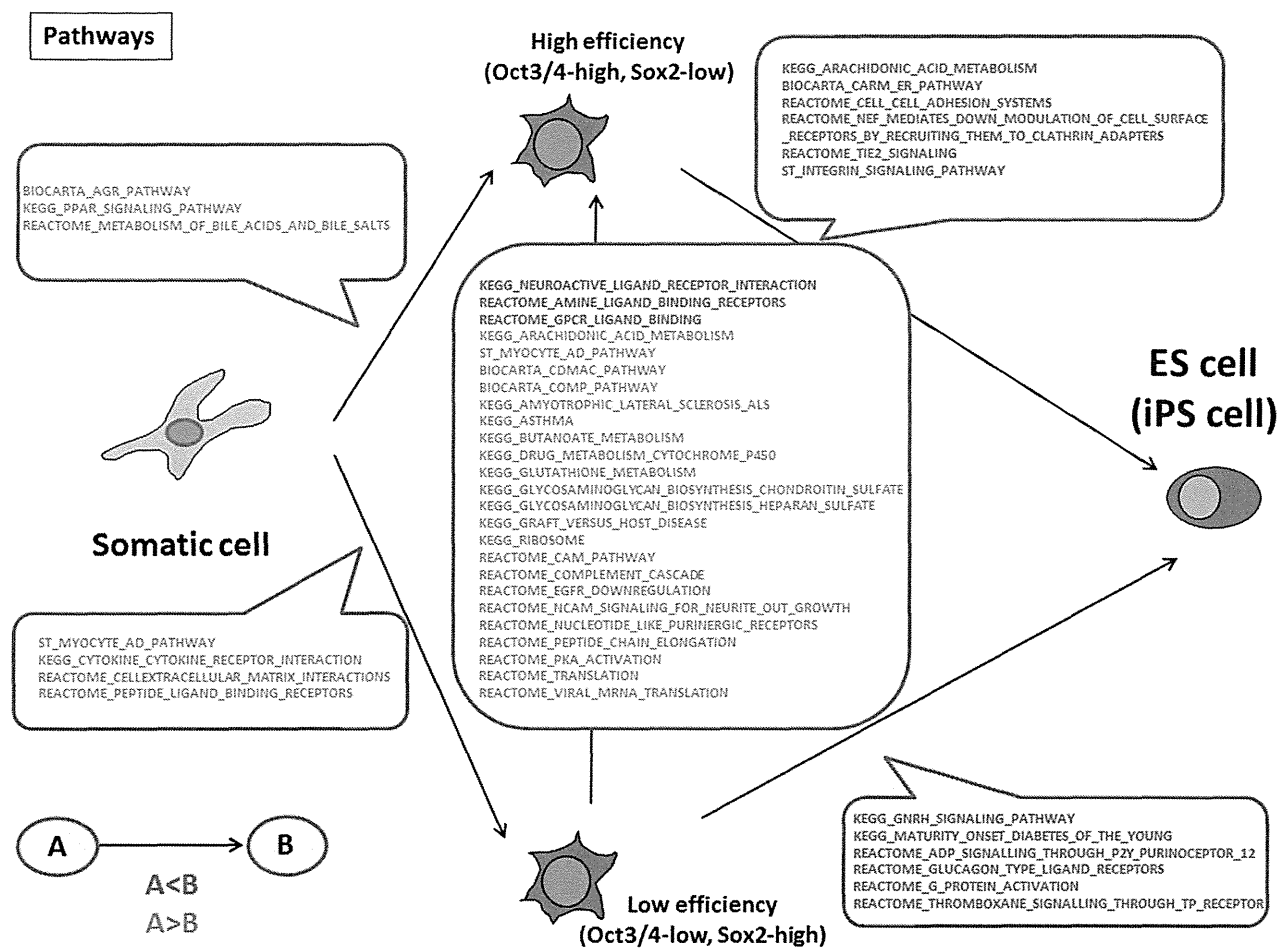 Pathways
High efficiency
(Oct3/4-high, Sox2-low)
KEGG_ARACHIDONIC_ACID_METABOLISM
BIOCARTA_CARM_ER_PATHWAY
REACTOME_CELL_CELL_ADHESION_SYSTEMS
REACTOME_NEF_MEDIATES_DOWN_MODULATION_OF_CELL_SURFACE
_RECEPTORS_BY_RECRUITING_THEM_TO_CLATHRIN_ADAPTERS
REACTOME_TIE2_SIGNALING
ST_INTEGRIN_SIGNALING_PATHWAY
BIOCARTA_AGR_PATHWAY
KEGG_PPAR_SIGNALING_PATHWAY
REACTOME_METABOLISM_OF_BILE_ACIDS_AND_BILE_SALTS
KEGG_NEUROACTIVE_LIGAND_RECEPTOR_INTERACTION
REACTOME_AMINE_LIGAND_BINDING_RECEPTORS
REACTOME_GPCR_LIGAND_BINDING
KEGG_ARACHIDONIC_ACID_METABOLISM
ST_MYOCYTE_AD_PATHWAY
BIOCARTA_CDMAC_PATHWAY
BIOCARTA_COMP_PATHWAY
KEGG_AMYOTROPHIC_LATERAL_SCLEROSIS_ALS
KEGG_ASTHMA
KEGG_BUTANOATE_METABOLISM
KEGG_DRUG_METABOLISM_CYTOCHROME_P450
KEGG_GLUTATHIONE_METABOLISM
KEGG_GLYCOSAMINOGLYCAN_BIOSYNTHESIS_CHONDROITIN_SULFATE
KEGG_GLYCOSAMINOGLYCAN_BIOSYNTHESIS_HEPARAN_SULFATE
KEGG_GRAFT_VERSUS_HOST_DISEASE
KEGG_RIBOSOME
REACTOME_CAM_PATHWAY
REACTOME_COMPLEMENT_CASCADE
REACTOME_EGFR_DOWNREGULATION
REACTOME_NCAM_SIGNALING_FOR_NEURITE_OUT_GROWTH
REACTOME_NUCLEOTIDE_LIKE_PURINERGIC_RECEPTORS
REACTOME_PEPTIDE_CHAIN_ELONGATION
REACTOME_PKA_ACTIVATION
REACTOME_TRANSLATION
REACTOME_VIRAL_MRNA_TRANSLATION
ES cell
(iPS cell)
Somatic cell
ST_MYOCYTE_AD_PATHWAY
KEGG_CYTOKINE_CYTOKINE_RECEPTOR_INTERACTION
REACTOME_CELLEXTRACELLULAR_MATRIX_INTERACTIONS
REACTOME_PEPTIDE_LIGAND_BINDING_RECEPTORS
A
B
A<B
A>B
Low efficiency
(Oct3/4-low, Sox2-high)
KEGG_GNRH_SIGNALING_PATHWAY
KEGG_MATURITY_ONSET_DIABETES_OF_THE_YOUNG
REACTOME_ADP_SIGNALLING_THROUGH_P2Y_PURINOCEPTOR_12
REACTOME_GLUCAGON_TYPE_LIGAND_RECEPTORS
REACTOME_G_PROTEIN_ACTIVATION
REACTOME_THROMBOXANE_SIGNALLING_THROUGH_TP_RECEPTOR